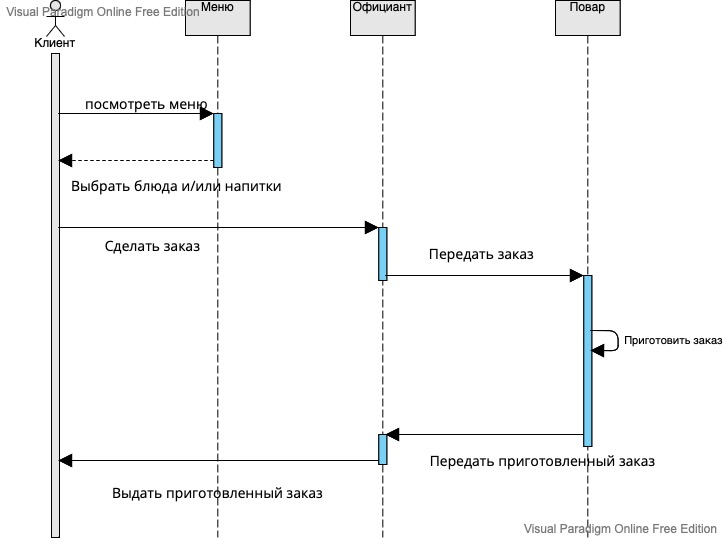 Visual Paradigm Online Free Edition
Меню
Официант
Повар
Клиент
посмотреть меню
Выбрать блюда и/или напитки
Сделать заказ
Передать заказ
Приготовить заказ
Передать приготовленный заказ
Выдать приготовленный заказ
Visual Paradigm Online Free Edition